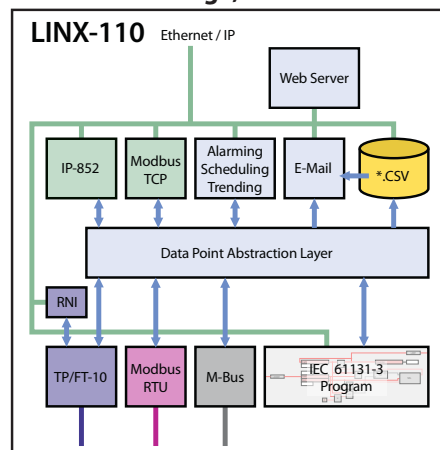 LINX-110 Ethernet / IP
Web Server
IP-852
Modbus
TCP
Alarming
Scheduling
Trending
E-Mail
*.CSV
Data Point Abstraction Layer
RNI
TP/FT-10
Modbus
RTU
M-Bus
IEC 61131-3
Program